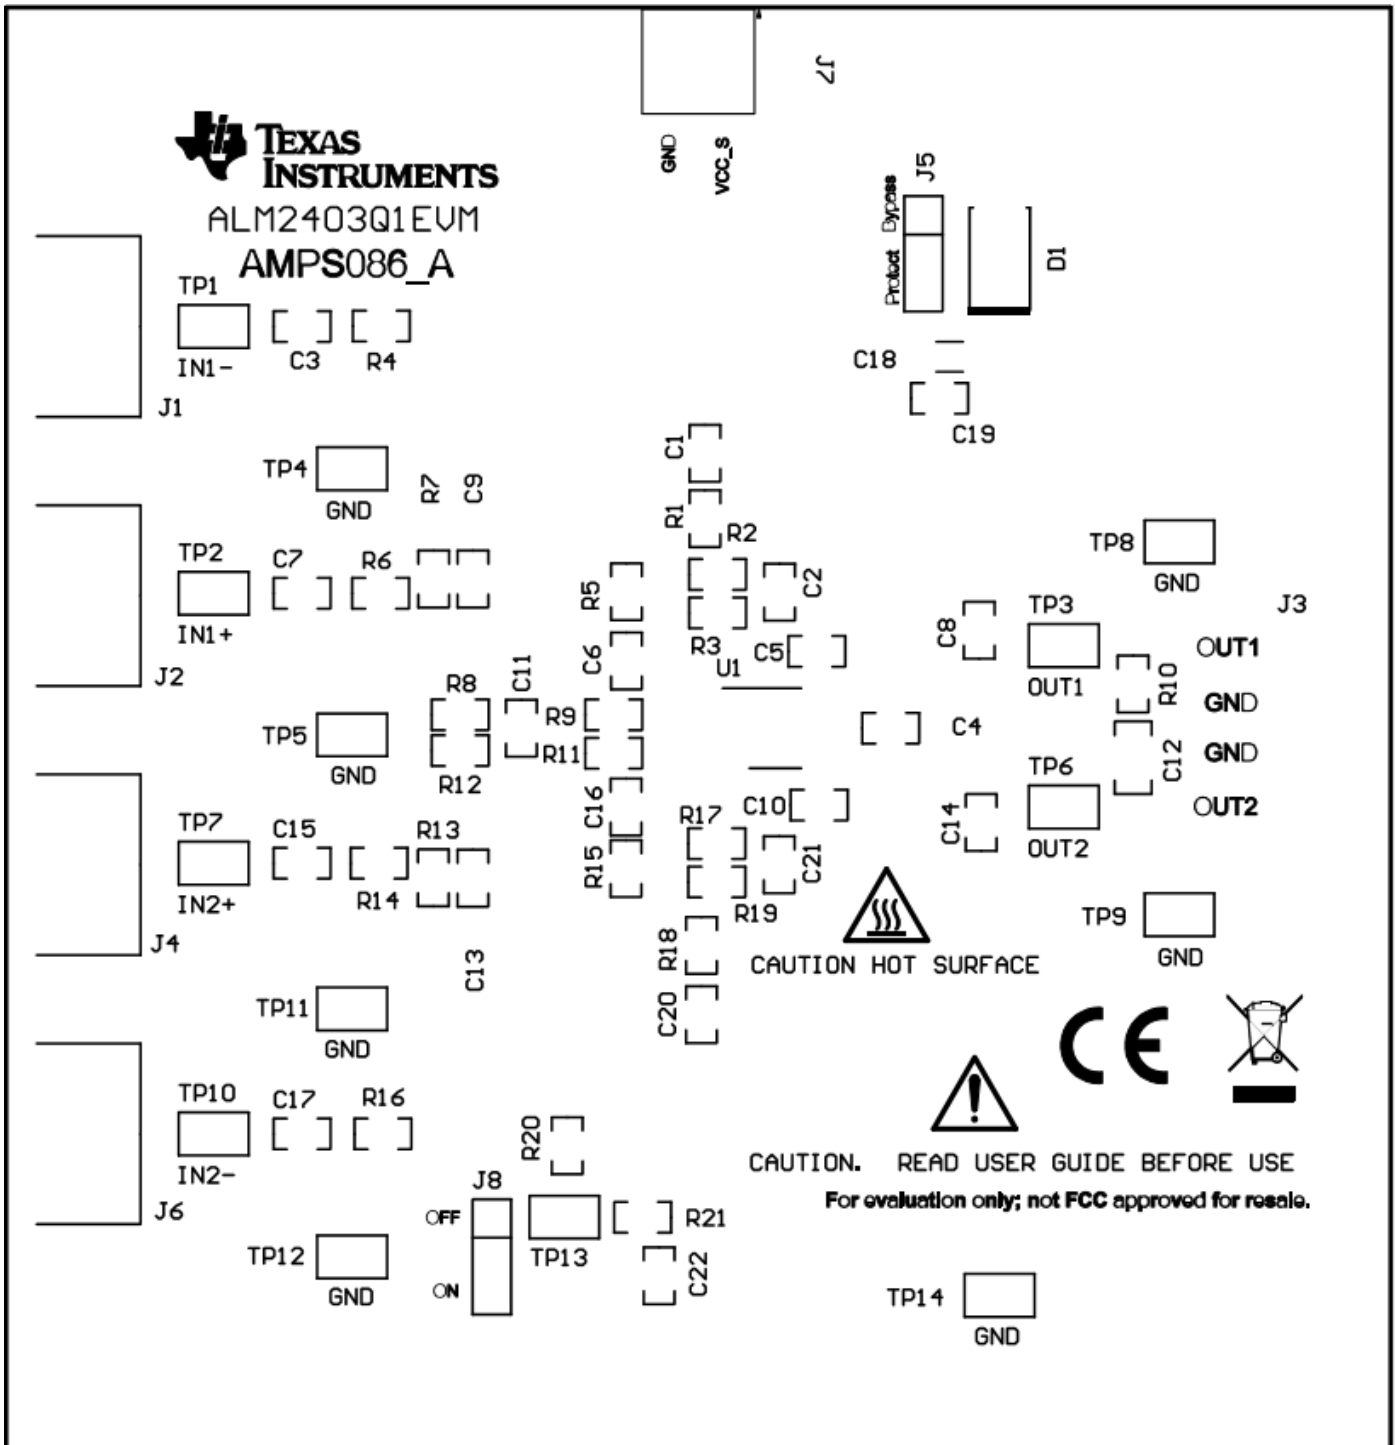 J7
GND
VCC_S
TEXAS
INSTRUMENTS
ALM2403Q1EVM
AMPS086_A
J5
Bypass
Protect
D1
TP1
IN1-
C3
R4
J1
C18
C19
TP4
GND
R7
C9
C1
R1
R2
TP2
IN1+
C7
R6
R5
C2
R3
C5
TP8
GND
J3
C8
TP3
OUT1
J2
C6
U1
OUT1
R10
GND
R8
C11
R9
TP5
GND
R11
R12
C4
GND
C12
TP6
OUT2
OUT2
C16
C10
C14
TP7
IN2+
C15
R13
R14
R15
R17
C21
R19
J4
C13
R18
C20
CAUTION HOT SURFACE
TP9
GND
TP11
GND
CE
TP10
IN2-
C17
R16
R20
CAUTION. READ USER GUIDE BEFORE USE
For evaluation only; not FCC approved for resale.
J6
J8
OFF
ON
TP13
R21
C22
TP12
GND
TP14
GND